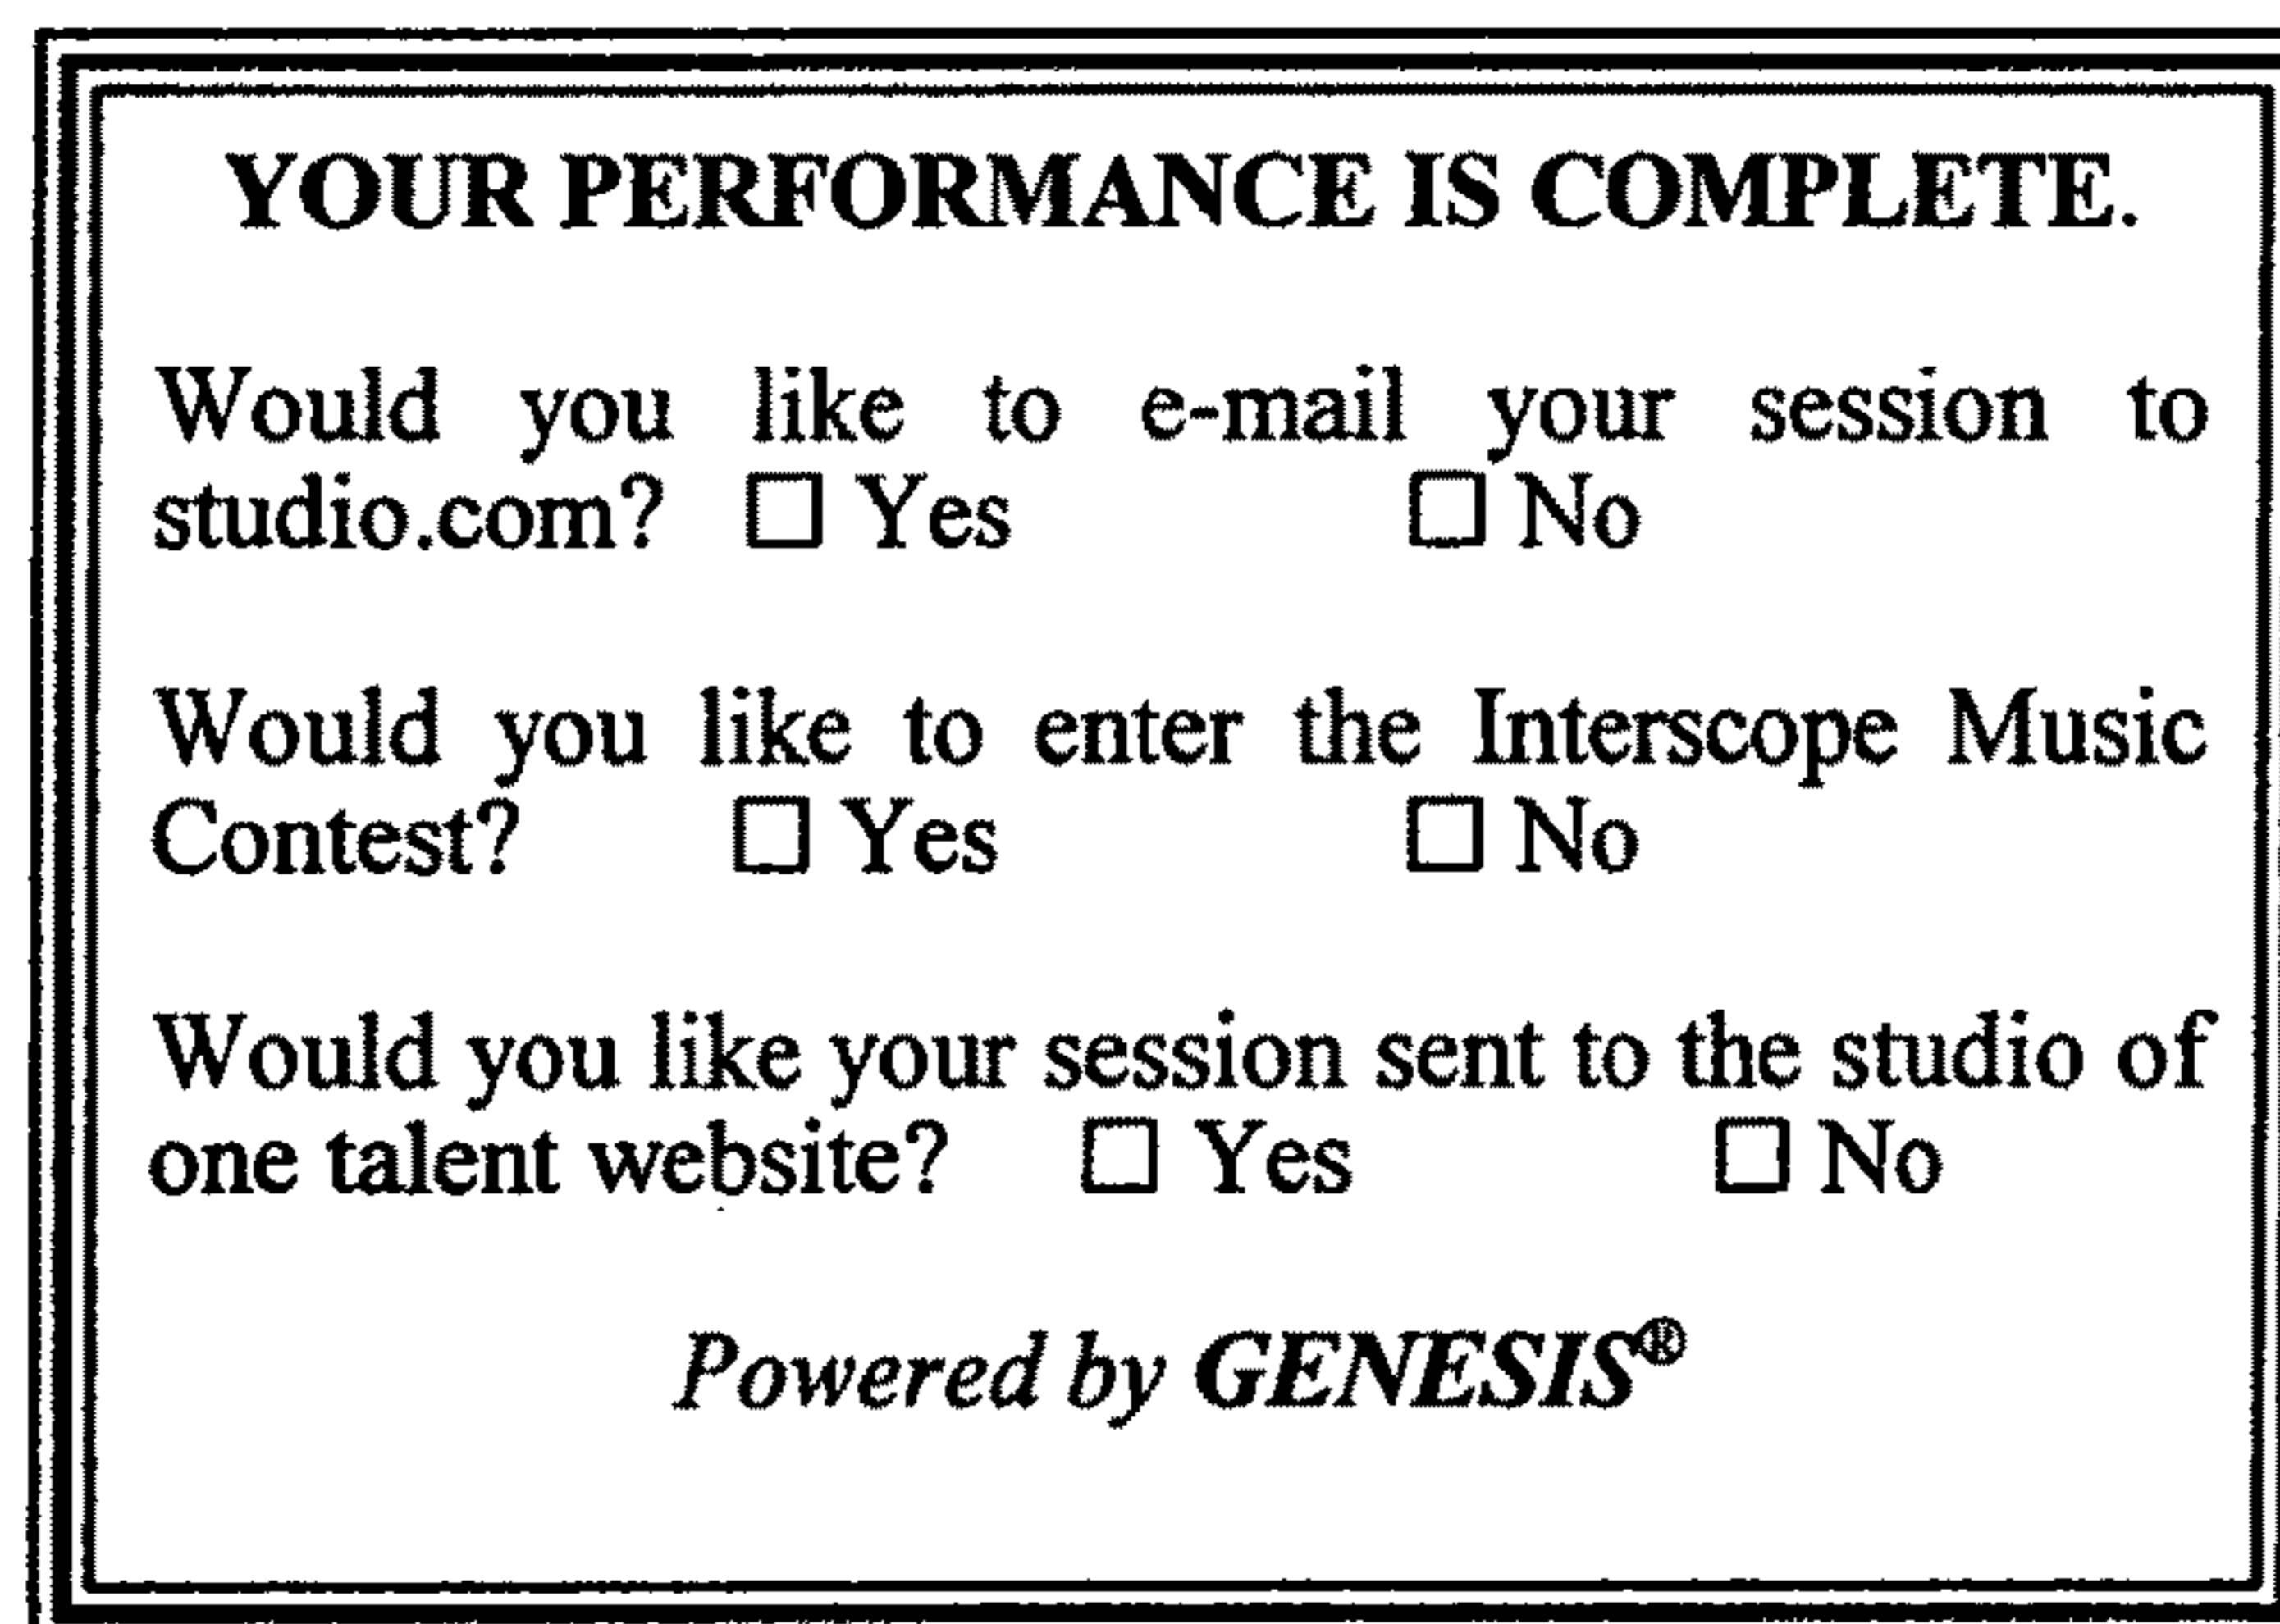 YOUR PERFORMANCE IS COMPLETE.
Would you like to e-mail your session to
studio.com? ☐ Yes ☐ No
Would you like to enter the Interscope Music
Contest? ☐ Yes ☐ No
Would you like your session sent to the studio of
one talent website? ☐ Yes ☐ No
Powered by GENESIS®